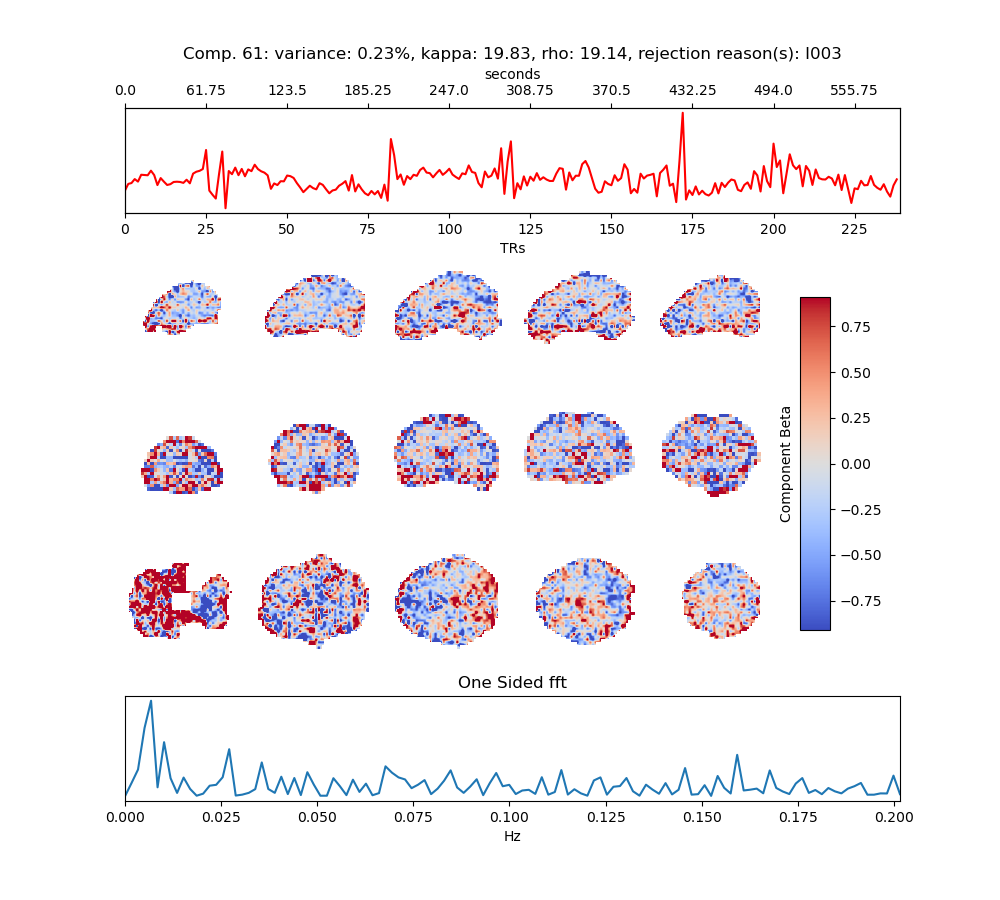 Comp. 61: variance: 0.23%, kappa: 19.83, rho: 19.14, rejection reason(s): I003
seconds
0.0 61.75 123.5 185.25 247.0 308.75 370.5 432.25 494.0 555.75
0 25 50 75 100 125 150 175 200 225
TRs
0.75
0.50
0.25
0.00
−0.25
−0.50
−0.75
Component Beta
One Sided fft
0.000 0.025 0.050 0.075 0.100 0.125 0.150 0.175 0.200
Hz